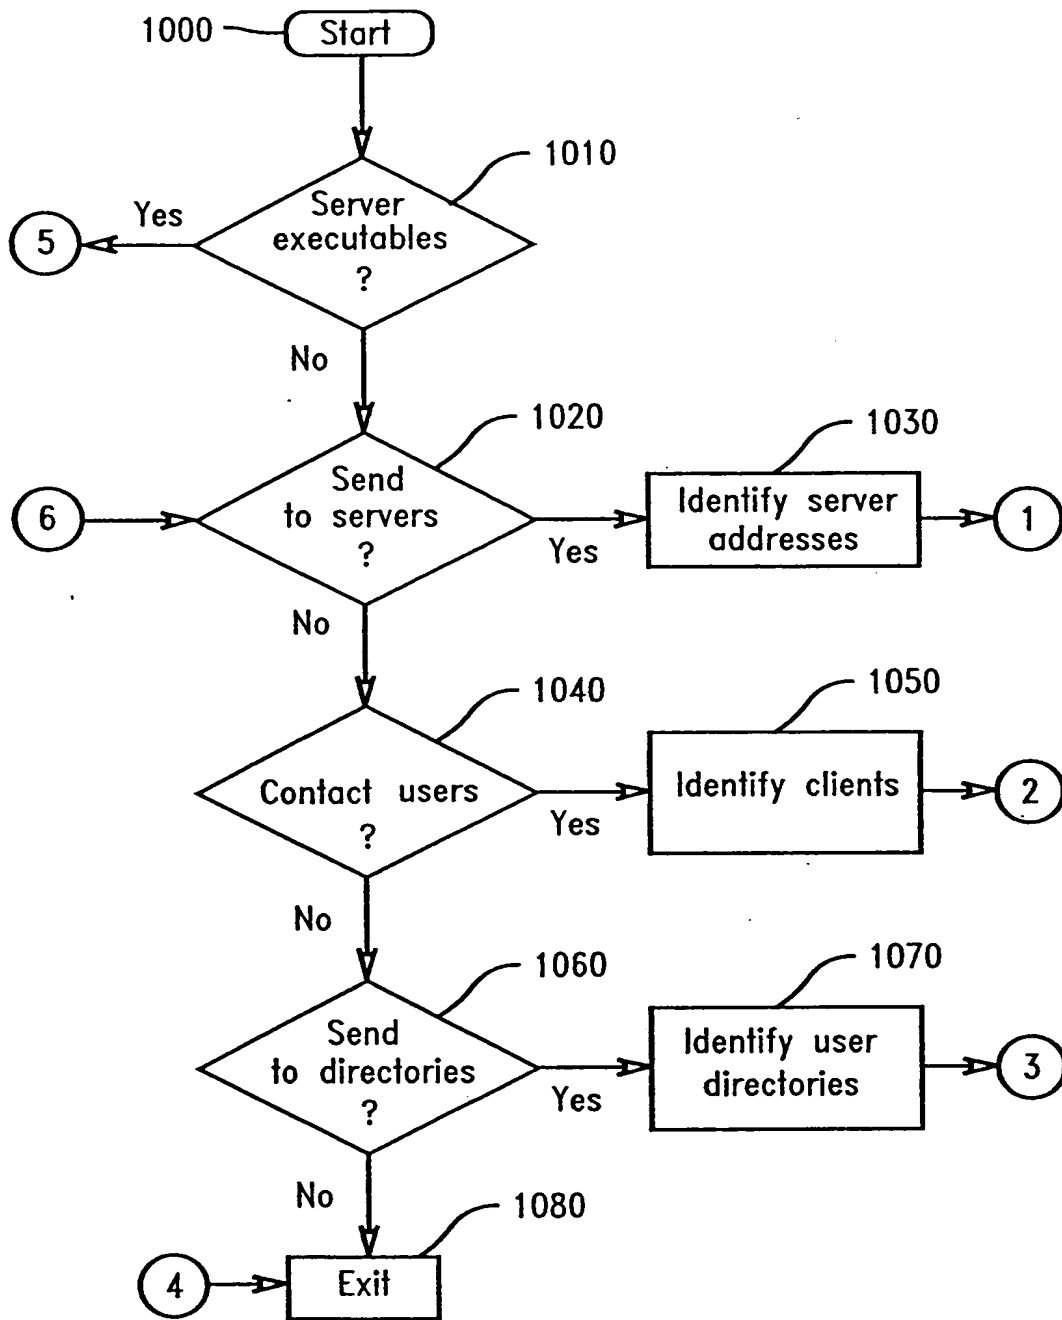 1000
Start
1010
Server
executables
?
Yes
5
No
1020
Send
to servers
?
6
Yes
1030
Identify server
addresses
1
No
1040
Contact users
?
Yes
1050
Identify clients
2
No
1060
Send
to directories
?
Yes
1070
Identify user
directories
3
No
1080
Exit
4